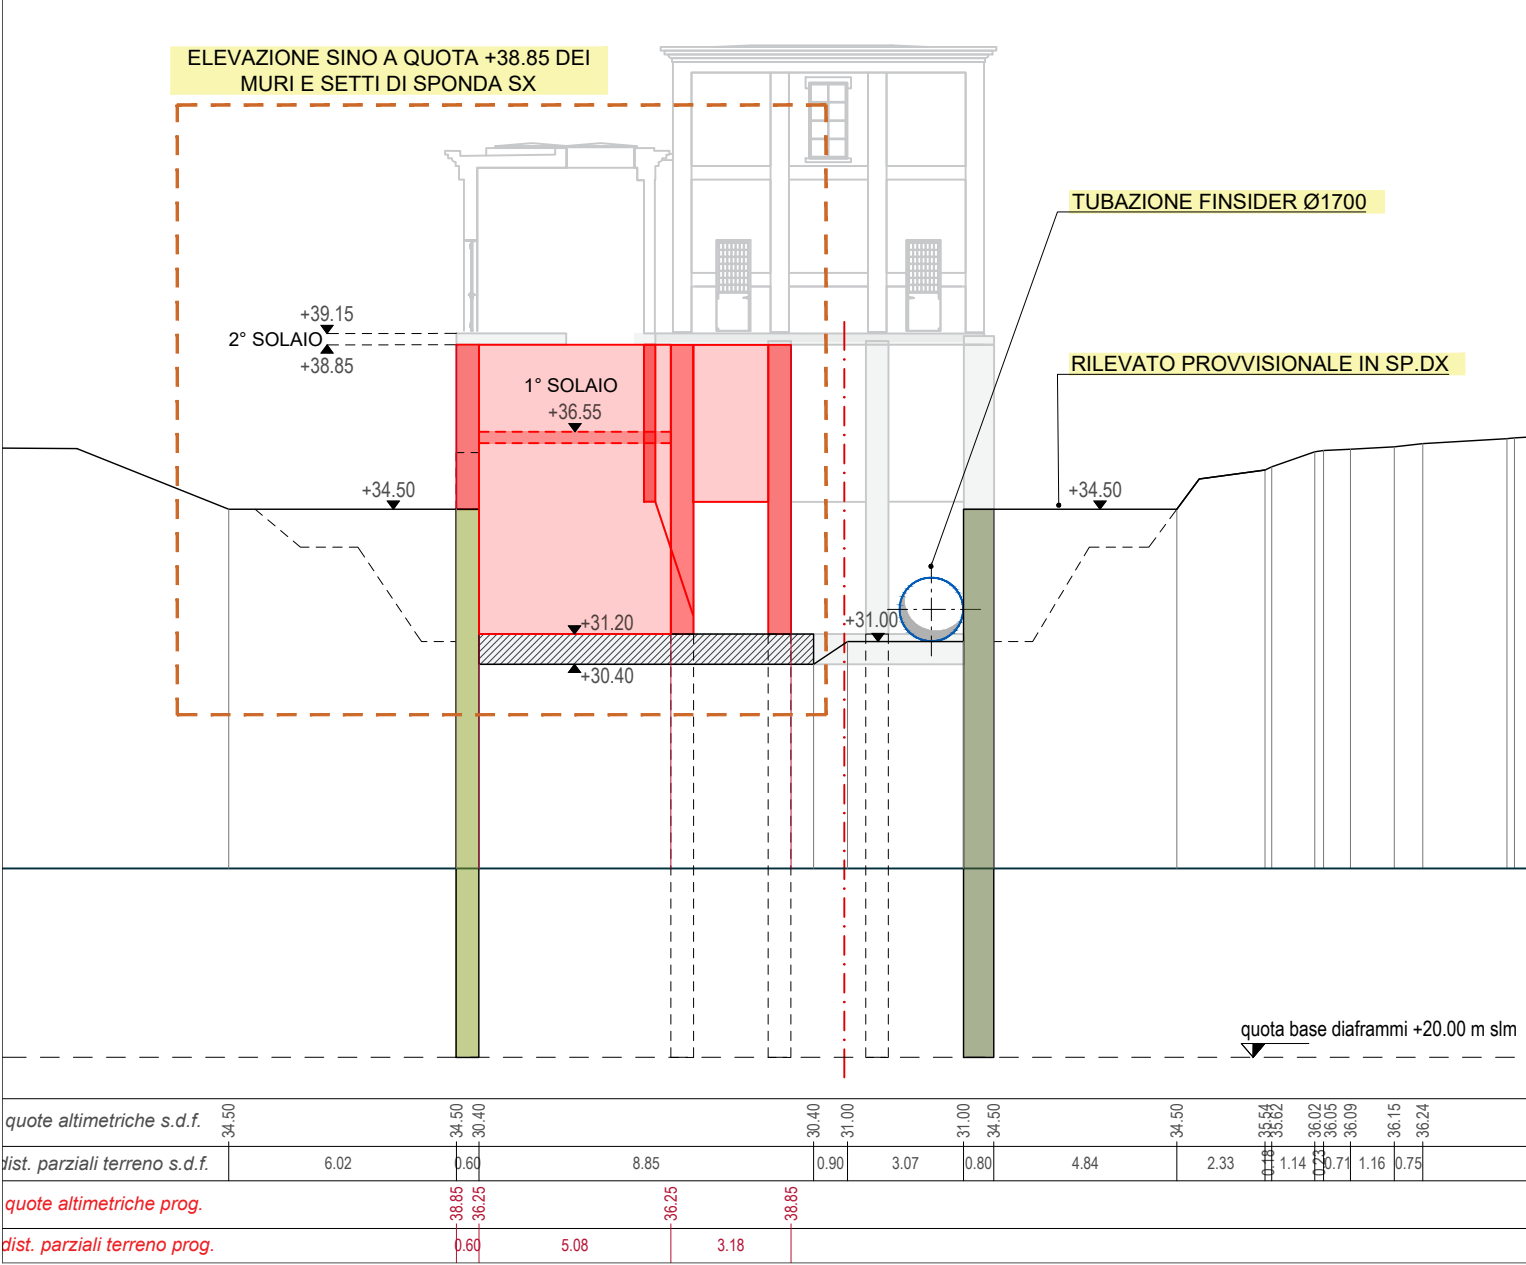 ELEVAZIONE SINO A QUOTA +38.85 DEI
MURI E SETTI DI SPONDA SX
TUBAZIONE FINSIDER Ø1700
+39.15
2° SOLAIO
+38.85
RILEVATO PROVVISIONALE IN SP.DX
1° SOLAIO
+36.55
+34.50
+34.50
+31.20
+31.00
+30.40
quota base diaframmi +20.00 m slm
quote altimetriche s.d.f. 34.50 34.50 30.40 30.40 31.00 31.00 34.50 34.50 35.54 35.62 36.02 36.05 36.09 36.15 36.24
dist. parziali terreno s.d.f. 6.02 0.60 8.85 0.90 3.07 0.80 4.84 2.33 0.18 1.14 0.23 0.71 1.16 0.75
quote altimetriche prog. 38.85 36.25 36.25 38.85
dist. parziali terreno prog. 0.60 5.08 3.18